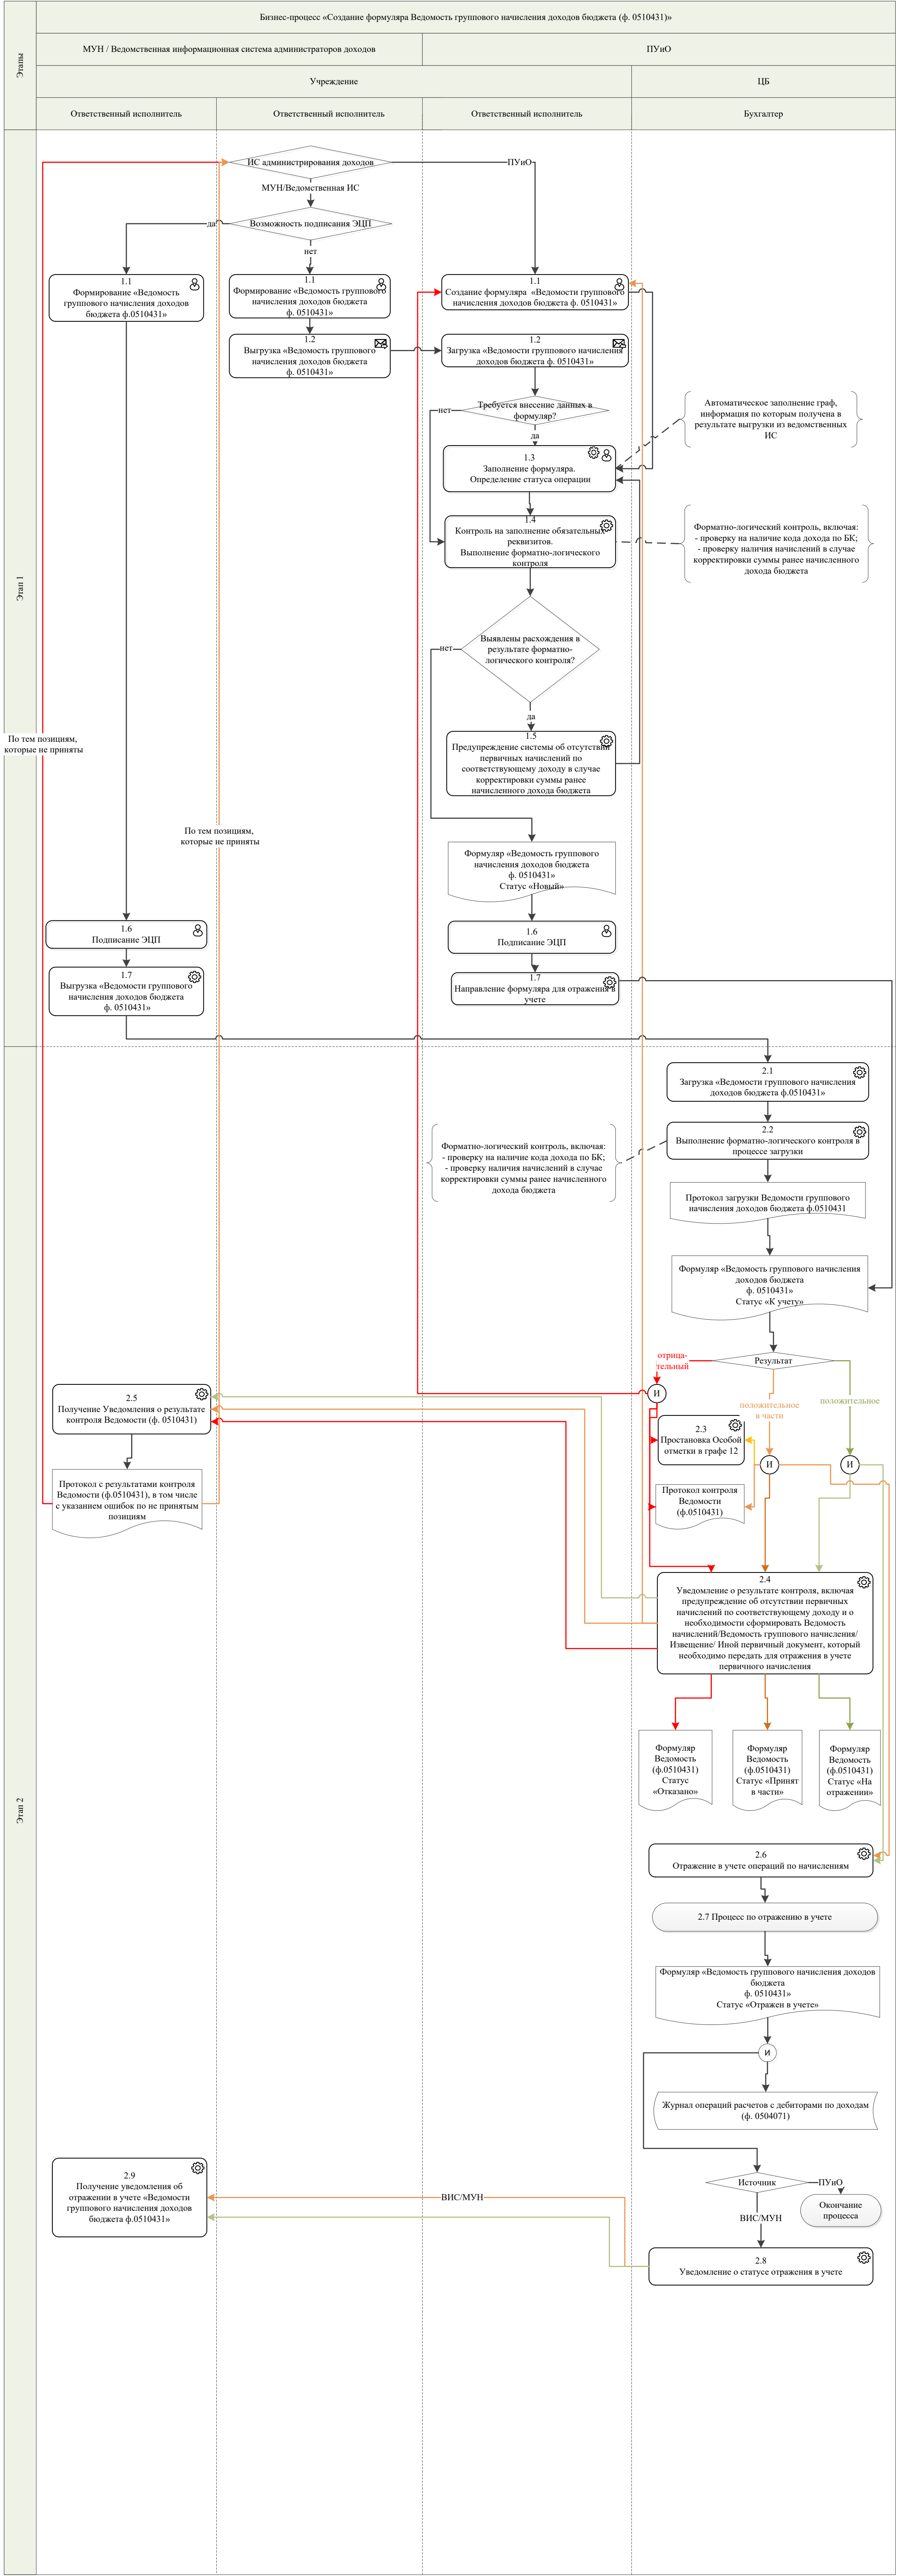 Бизнес-процесс «Создание формуляра Ведомость группового начисления доходов бюджета (ф. 0510431)»
Этапы
МУН / Ведомственная информационная система администраторов доходов
ПУиО
Учреждение
ЦБ
Ответственный исполнитель
Ответственный исполнитель
Ответственный исполнитель
Бухгалтер
Этап 1
ИС администрирования доходов
ПУиО
МУН/Ведомственная ИС
да
Возможность подписания ЭЦП
нет
1.1
Формирование «Ведомость
группового начисления доходов
бюджета ф.0510431»
1.1
Формирование «Ведомость группового
начисления доходов бюджета
ф. 0510431»
1.1
Создание формуляра «Ведомости группового
начисления доходов бюджета ф. 0510431»
1.2
Выгрузка «Ведомость группового
начисления доходов бюджета
ф. 0510431»
1.2
Загрузка «Ведомости группового начисления
доходов бюджета ф. 0510431»
нет
Требуется внесение данных в
формуляр?
да
Автоматическое заполнение граф,
информация по которым получена в
результате выгрузки из ведомственных
ИС
1.3
Заполнение формуляра.
Определение статуса операции
1.4
Контроль на заполнение обязательных
реквизитов.
Выполнение форматно-логического
контроля
Форматно-логический контроль, включая:
- проверку на наличие кода дохода по БК;
- проверку наличия начислений в случае
корректировки суммы ранее начисленного
дохода бюджета
нет
Выявлены расхождения в
результате форматно-
логического контроля?
да
1.5
Предупреждение системы об отсутствии
первичных начислений по
соответствующему доходу в случае
корректировки суммы ранее
начисленного дохода бюджета
По тем позициям,
которые не приняты
По тем позициям,
которые не приняты
Формуляр «Ведомость группового
начисления доходов бюджета
ф. 0510431»
Статус «Новый»
1.6
Подписание ЭЦП
1.6
Подписание ЭЦП
1.7
Выгрузка «Ведомости группового
начисления доходов бюджета
ф. 0510431»
1.7
Направление формуляра для отражения в
учете
Этап 2
2.1
Загрузка «Ведомости группового начисления
доходов бюджета ф.0510431»
2.2
Выполнение форматно-логического контроля в
процессе загрузки
Форматно-логический контроль, включая:
- проверку на наличие кода дохода по БК;
- проверку наличия начислений в случае
корректировки суммы ранее начисленного
дохода бюджета
Протокол загрузки Ведомости группового
начисления доходов бюджета ф.0510431
Формуляр «Ведомость группового начисления
доходов бюджета
ф. 0510431»
Статус «К учету»
отрица-
тельный
Результат
И
положительное
в части
положительное
2.5
Получение Уведомления о результате
контроля Ведомости (ф. 0510431)
2.3
Простановка Особой
отметки в графе 12
И
И
Протокол с результатами контроля
Ведомости (ф.0510431), в том числе
с указанием ошибок по не принятым
позициям
Протокол контроля
Ведомости
(ф.0510431)
2.4
Уведомление о результате контроля, включая
предупреждение об отсутствии первичных
начислений по соответствующему доходу и о
необходимости сформировать Ведомость
начислений/Ведомость группового начисления/
Извещение/ Иной первичный документ, который
необходимо передать для отражения в учете
первичного начисления
Формуляр
Ведомость
(ф.0510431)
Статус
«Отказано»
Формуляр
Ведомость
(ф.0510431)
Статус «Принят
в части»
Формуляр
Ведомость
(ф.0510431)
Статус «На
отражении»
2.6
Отражение в учете операций по начислениям
2.7 Процесс по отражению в учете
Формуляр «Ведомость группового начисления доходов
бюджета
ф. 0510431»
Статус «Отражен в учете»
И
Журнал операций расчетов с дебиторами по доходам
(ф. 0504071)
Источник
ПУиО
Окончание
процесса
ВИС/МУН
2.9
Получение уведомления об
отражении в учете «Ведомости
группового начисления доходов
бюджета ф.0510431»
ВИС/МУН
2.8
Уведомление о статусе отражения в учете